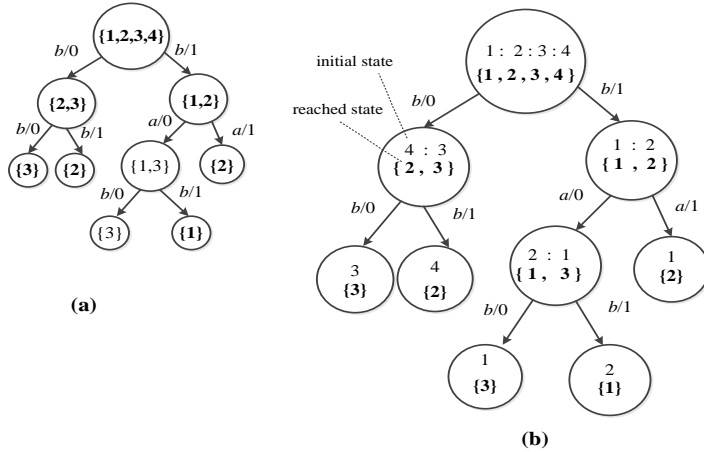 {1,2,3,4}
b/0
b/1
{2,3}
{1,2}
b/0
b/1
a/0
a/1
{3}
{2}
{1,3}
{2}
b/0
b/1
{3}
{1}
(a)
1 : 2 : 3 : 4
{1 , 2 , 3 , 4}
initial state
reached state
b/0
b/1
4 : 3
{ 2 , 3 }
1 : 2
{ 1 , 2 }
b/0
b/1
a/0
a/1
3
{3}
4
{2}
2 : 1
{ 1 , 3 }
1
{2}
b/0
b/1
1
{3}
2
{1}
(b)